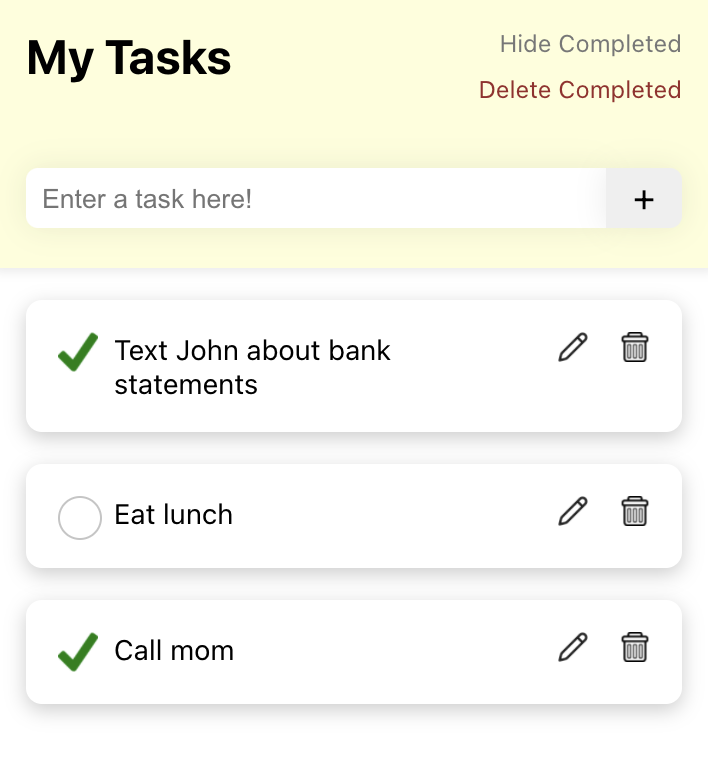 My Tasks
Hide Completed
Delete Completed
Enter a task here!
+
Text John about bank
statements
Eat lunch
Call mom